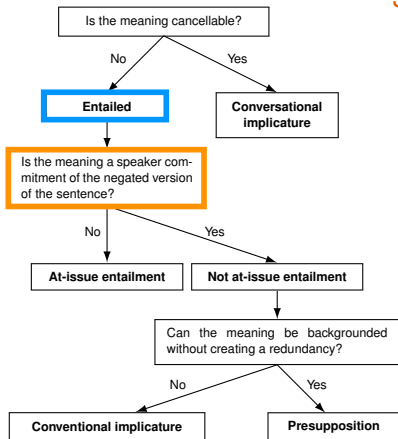 Is the meaning cancellable?
No
Yes
Entailed
Conversational
implicature
Is the meaning a speaker com-
mitment of the negated version
of the sentence?
No
Yes
At-issue entailment
Not at-issue entailment
Can the meaning be backgrounded
without creating a redundancy?
No
Yes
Conventional implicature
Presupposition